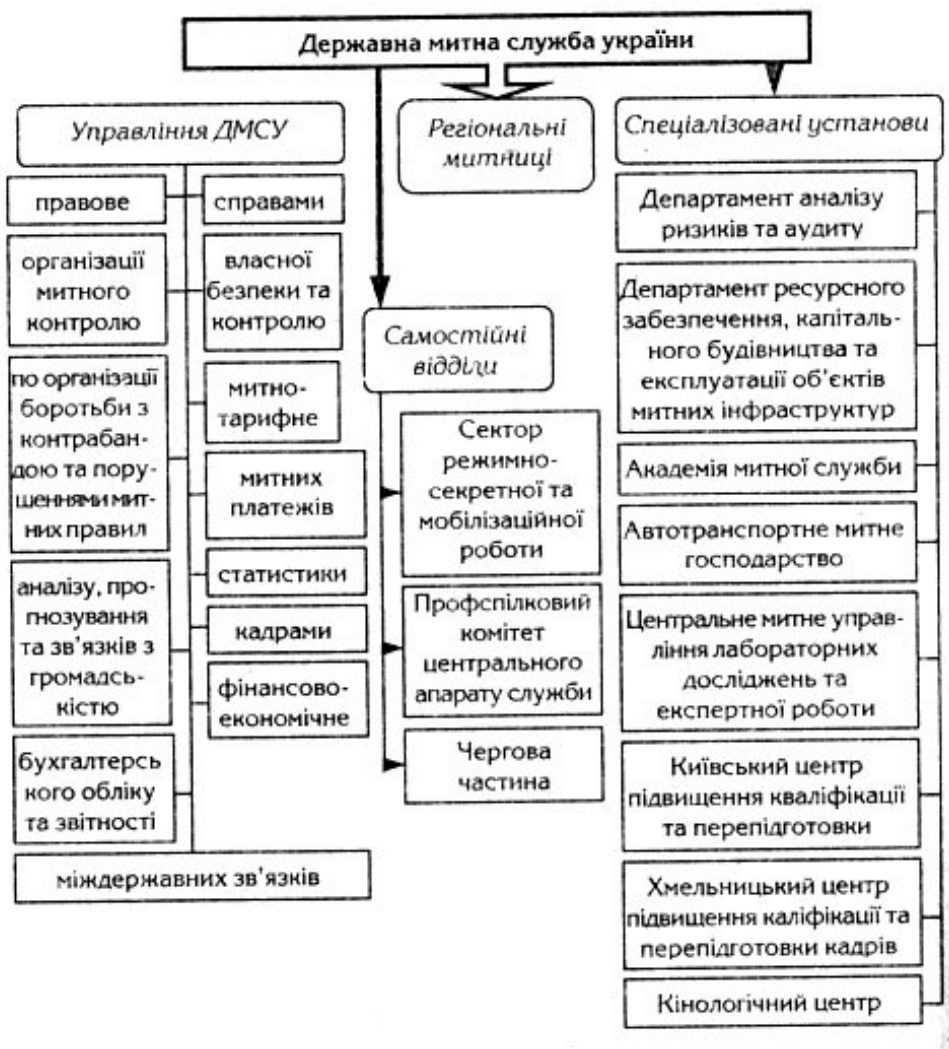 Державна митна служба україни
Управління ДМСУ
правове
організації
митного
контролю
по організації
боротьби з
контрабан-
дою та пору-
шеннями мит-
них правил
аналізу, про-
гнозування
та зв'язків з
громадсь-
кістю
бухгалтерсь
кого обліку
та звітності
справами
власної
безпеки та
контролю
митно-
тарифне
митних
платежів
статистики
кадрами
фінансово-
економічне
міждержавних зв'язків
Регіональні
митниці
Самостійні
відділи
Сектор
режимно-
секретної та
мобілізаційної
роботи
Профспілковий
комітет
центрального
апарату служби
Чергова
частина
Спеціалізовані установи
Департамент аналізу
ризиків та аудиту
Департамент ресурсного
забезпечення, капіталь-
ного будівництва та
експлуатації об'єктів
митних інфраструктур
Академія митної служби
Автотранспортне митне
господарство
Центральне митне управ-
ління лабораторних
досліджень та
експертної роботи
Київський центр
підвищення кваліфікації
та перепідготовки
Хмельницький центр
підвищення каліфікації та
перепідготовки кадрів
Кінологічний центр